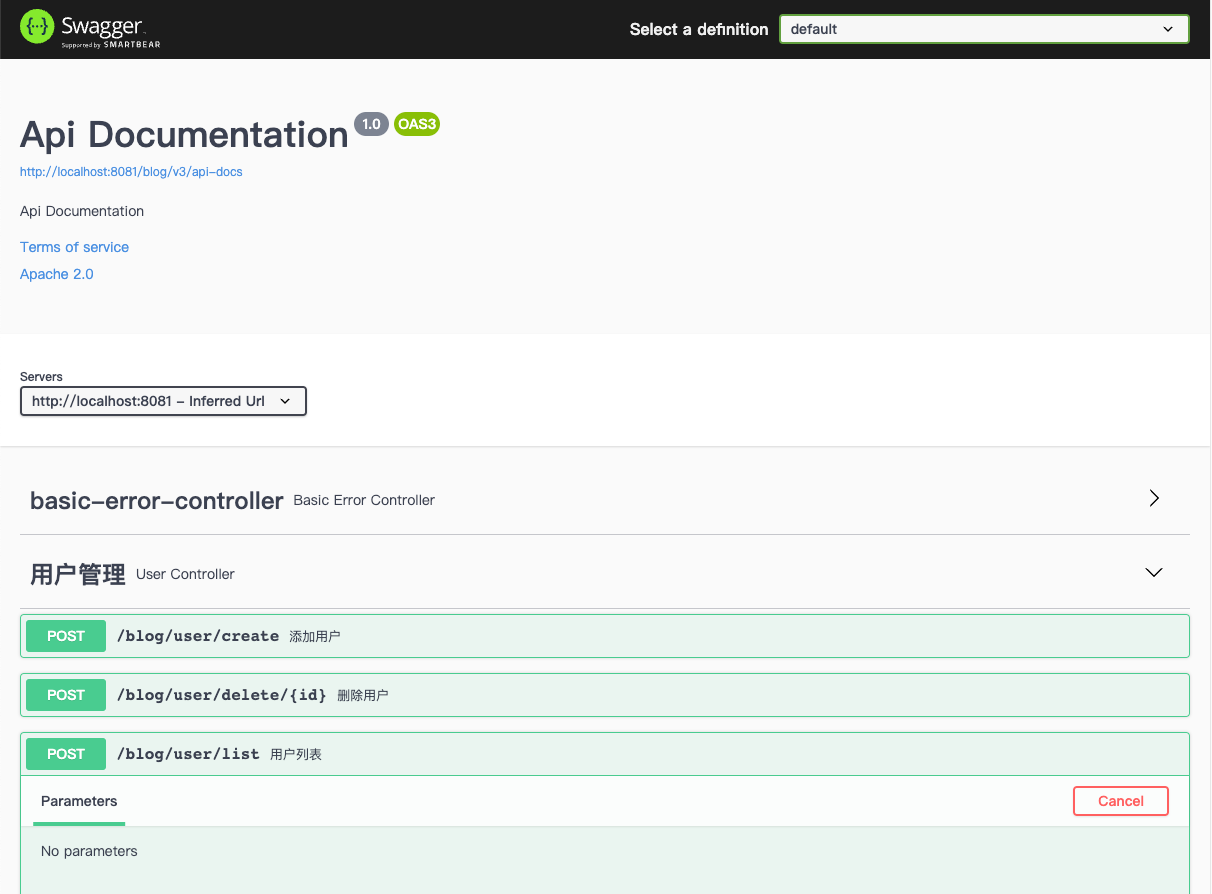 Swagger
Supported by SMARTBEAR
Select a definition
default
Api Documentation 1.0 OAS3
http://localhost:8081/blog/v3/api-docs
Api Documentation
Terms of service
Apache 2.0
Servers
http://localhost:8081 - Inferred Url
basic-error-controller Basic Error Controller
用户管理 User Controller
POST /blog/user/create 添加用户
POST /blog/user/delete/{id} 删除用户
POST /blog/user/list 用户列表
Parameters
Cancel
No parameters